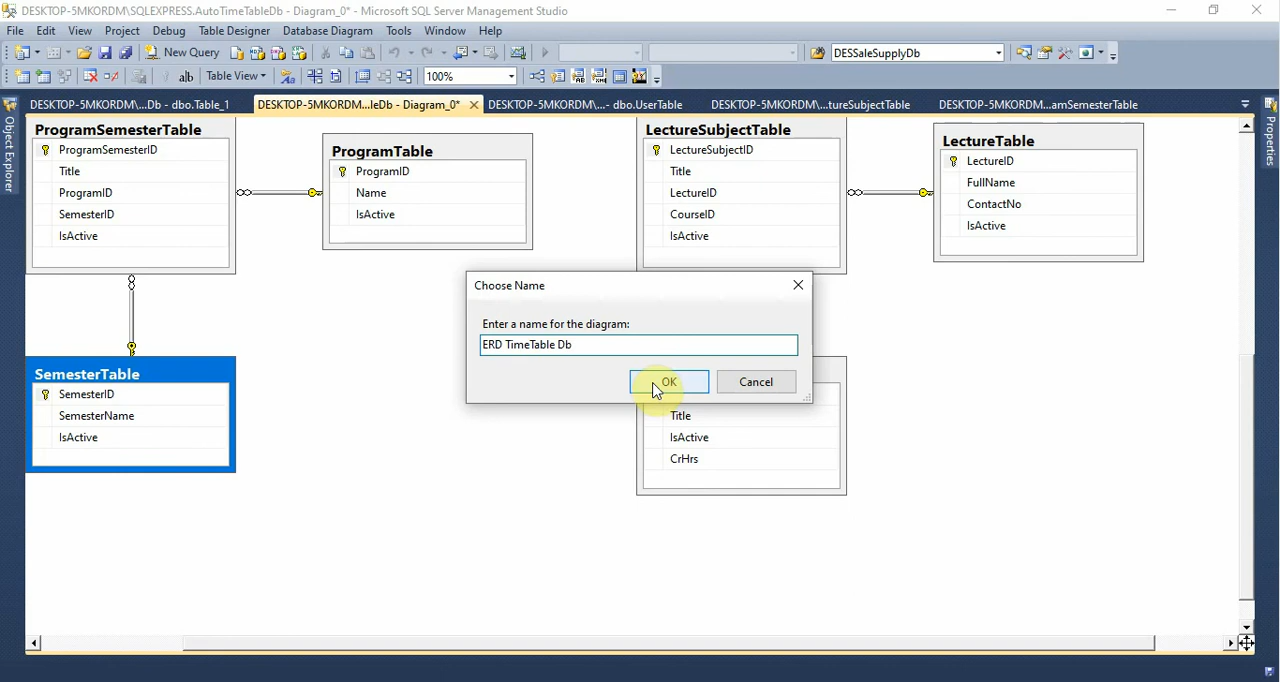 DESKTOP-5MKORDM\SQLEXPRESS.AutoTimeTableDb - Diagram_0* - Microsoft SQL Server Management Studio
File Edit View Project Debug Table Designer Database Diagram Tools Window Help
New Query
DESSaleSupplyDb
Table View
100%
DESKTOP-5MKORDM\...Db - dbo.Table_1
DESKTOP-5MKORDM...leDb - Diagram_0*
DESKTOP-5MKORDM\...- dbo.UserTable
DESKTOP-5MKORDM\...tureSubjectTable
DESKTOP-5MKORDM...amSemesterTable
Object Explorer
Properties
ProgramSemesterTable
ProgramSemesterID
Title
ProgramID
SemesterID
IsActive
ProgramTable
ProgramID
Name
IsActive
LectureSubjectTable
LectureSubjectID
Title
LectureID
CourseID
IsActive
LectureTable
LectureID
FullName
ContactNo
IsActive
Choose Name
Enter a name for the diagram:
ERD TimeTable Db
OK
Cancel
SemesterTable
SemesterID
SemesterName
IsActive
Title
IsActive
CrHrs